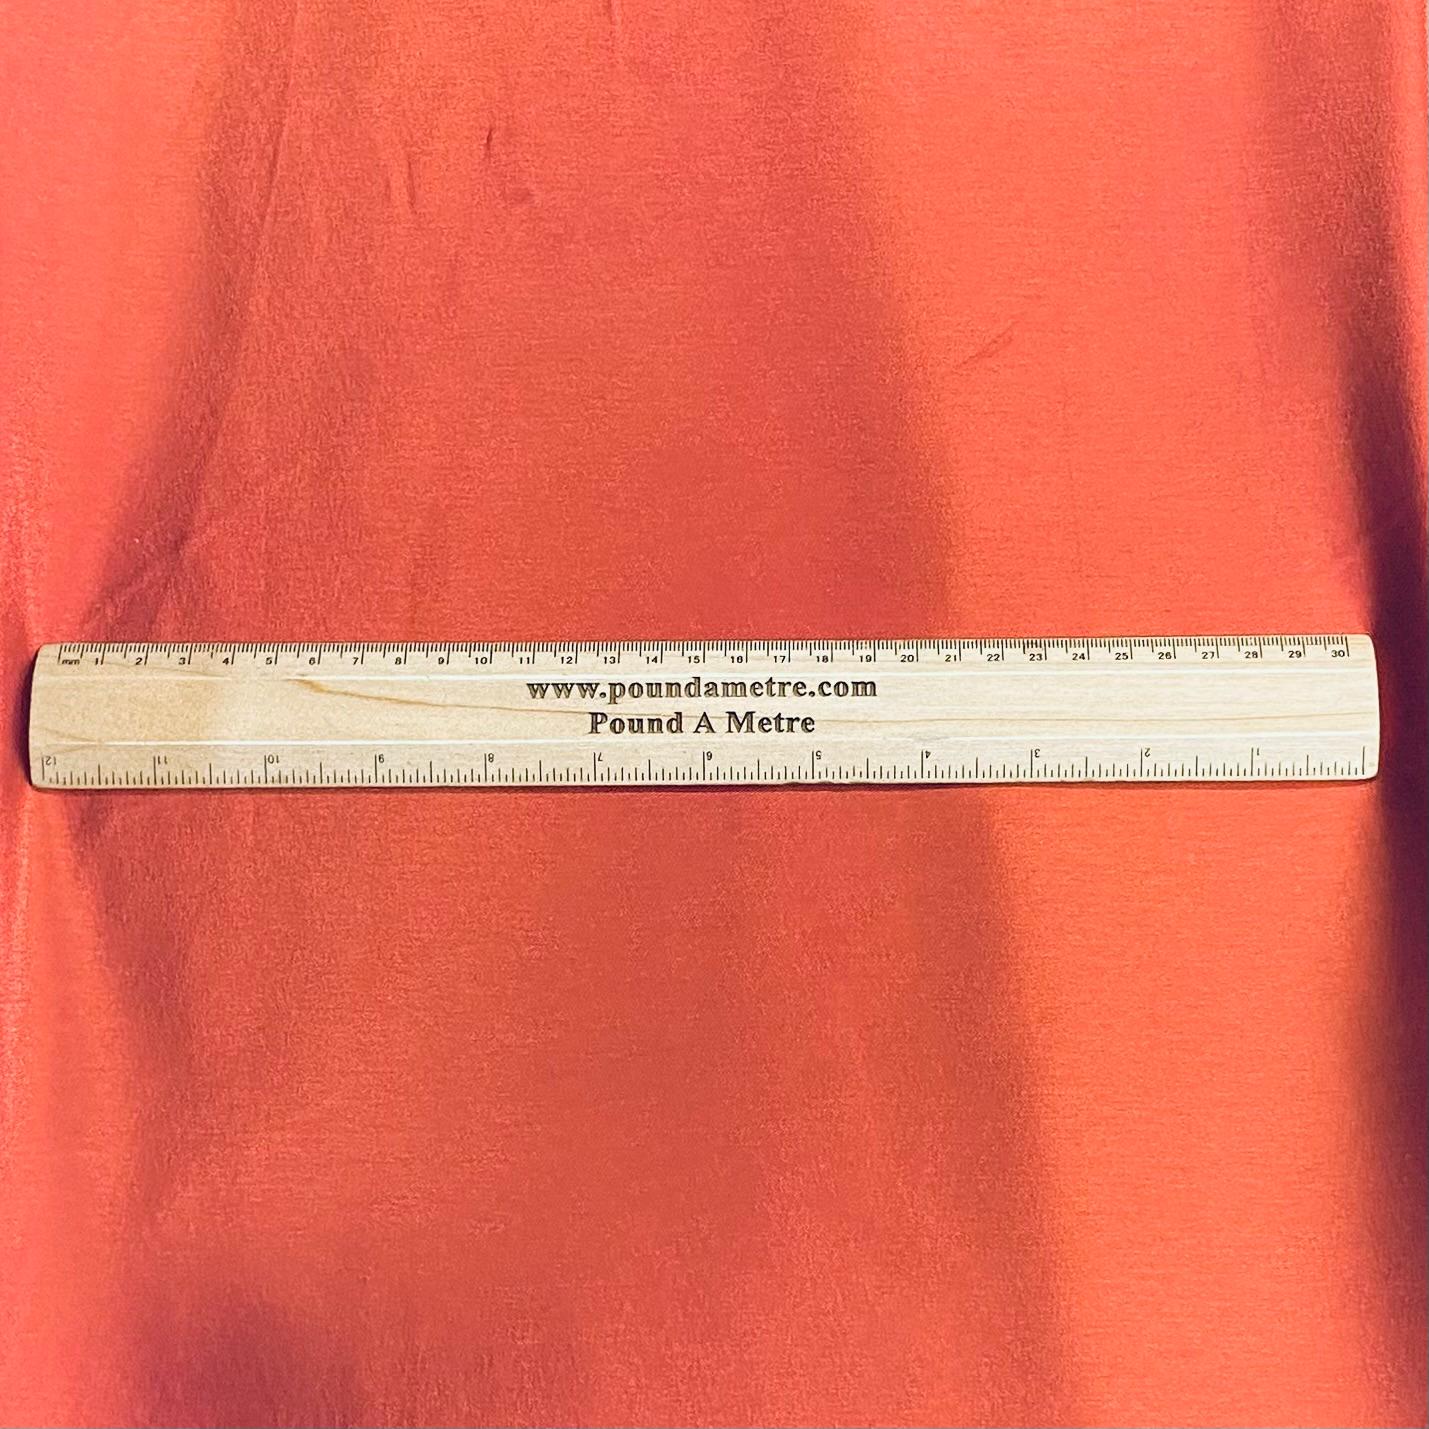 mm 1 2 3 4 5 6 7 8 9 10 11 12 13 14 15 16 17 18 19 20 21 22 23 24 25 26 27 28 29 30
www.poundametre.com
Pound A Metre
12 11 10 9 8 7 6 5 4 3 2 1